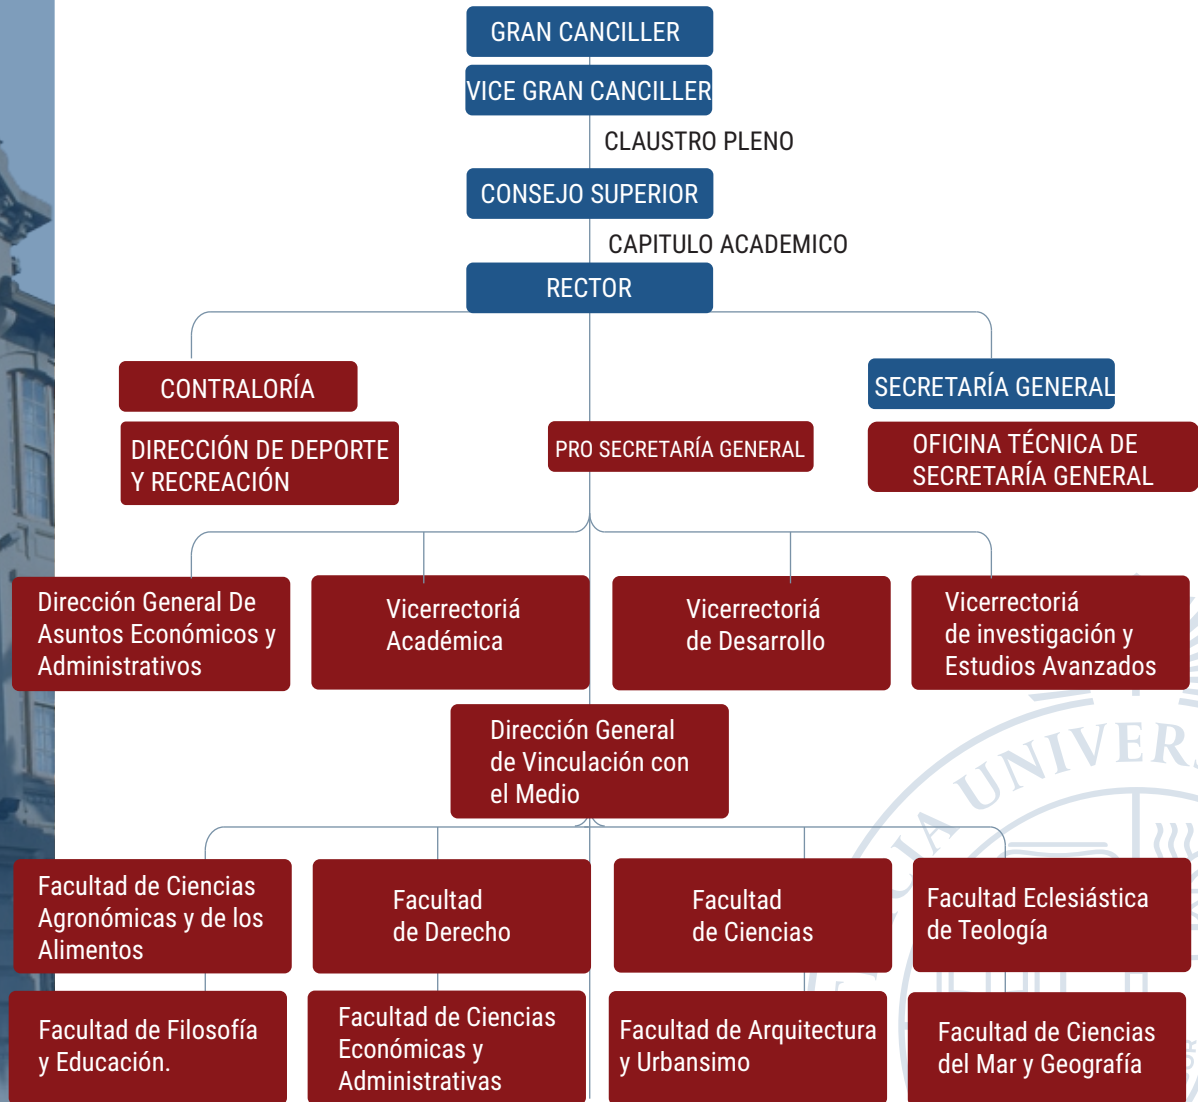 GRAN CANCILLER
VICE GRAN CANCILLER
CLAUSTRO PLENO
CONSEJO SUPERIOR
CAPITULO ACADEMICO
RECTOR
CONTRALORÍA
SECRETARÍA GENERAL
DIRECCIÓN DE DEPORTE
Y RECREACIÓN
PRO SECRETARÍA GENERAL
OFICINA TÉCNICA DE
SECRETARÍA GENERAL
Dirección General De
Asuntos Económicos y
Administrativos
Vicerrectoriá
Académica
Vicerrectoriá
de Desarrollo
Vicerrectoriá
de investigación y
Estudios Avanzados
Dirección General
de Vinculación con
el Medio
Facultad de Ciencias
Agronómicas y de los
Alimentos
Facultad
de Derecho
Facultad
de Ciencias
Facultad Eclesiástica
de Teología
Facultad de Filosofía
y Educación.
Facultad de Ciencias
Económicas y
Administrativas
Facultad de Arquitectura
y Urbansimo
Facultad de Ciencias
del Mar y Geografía